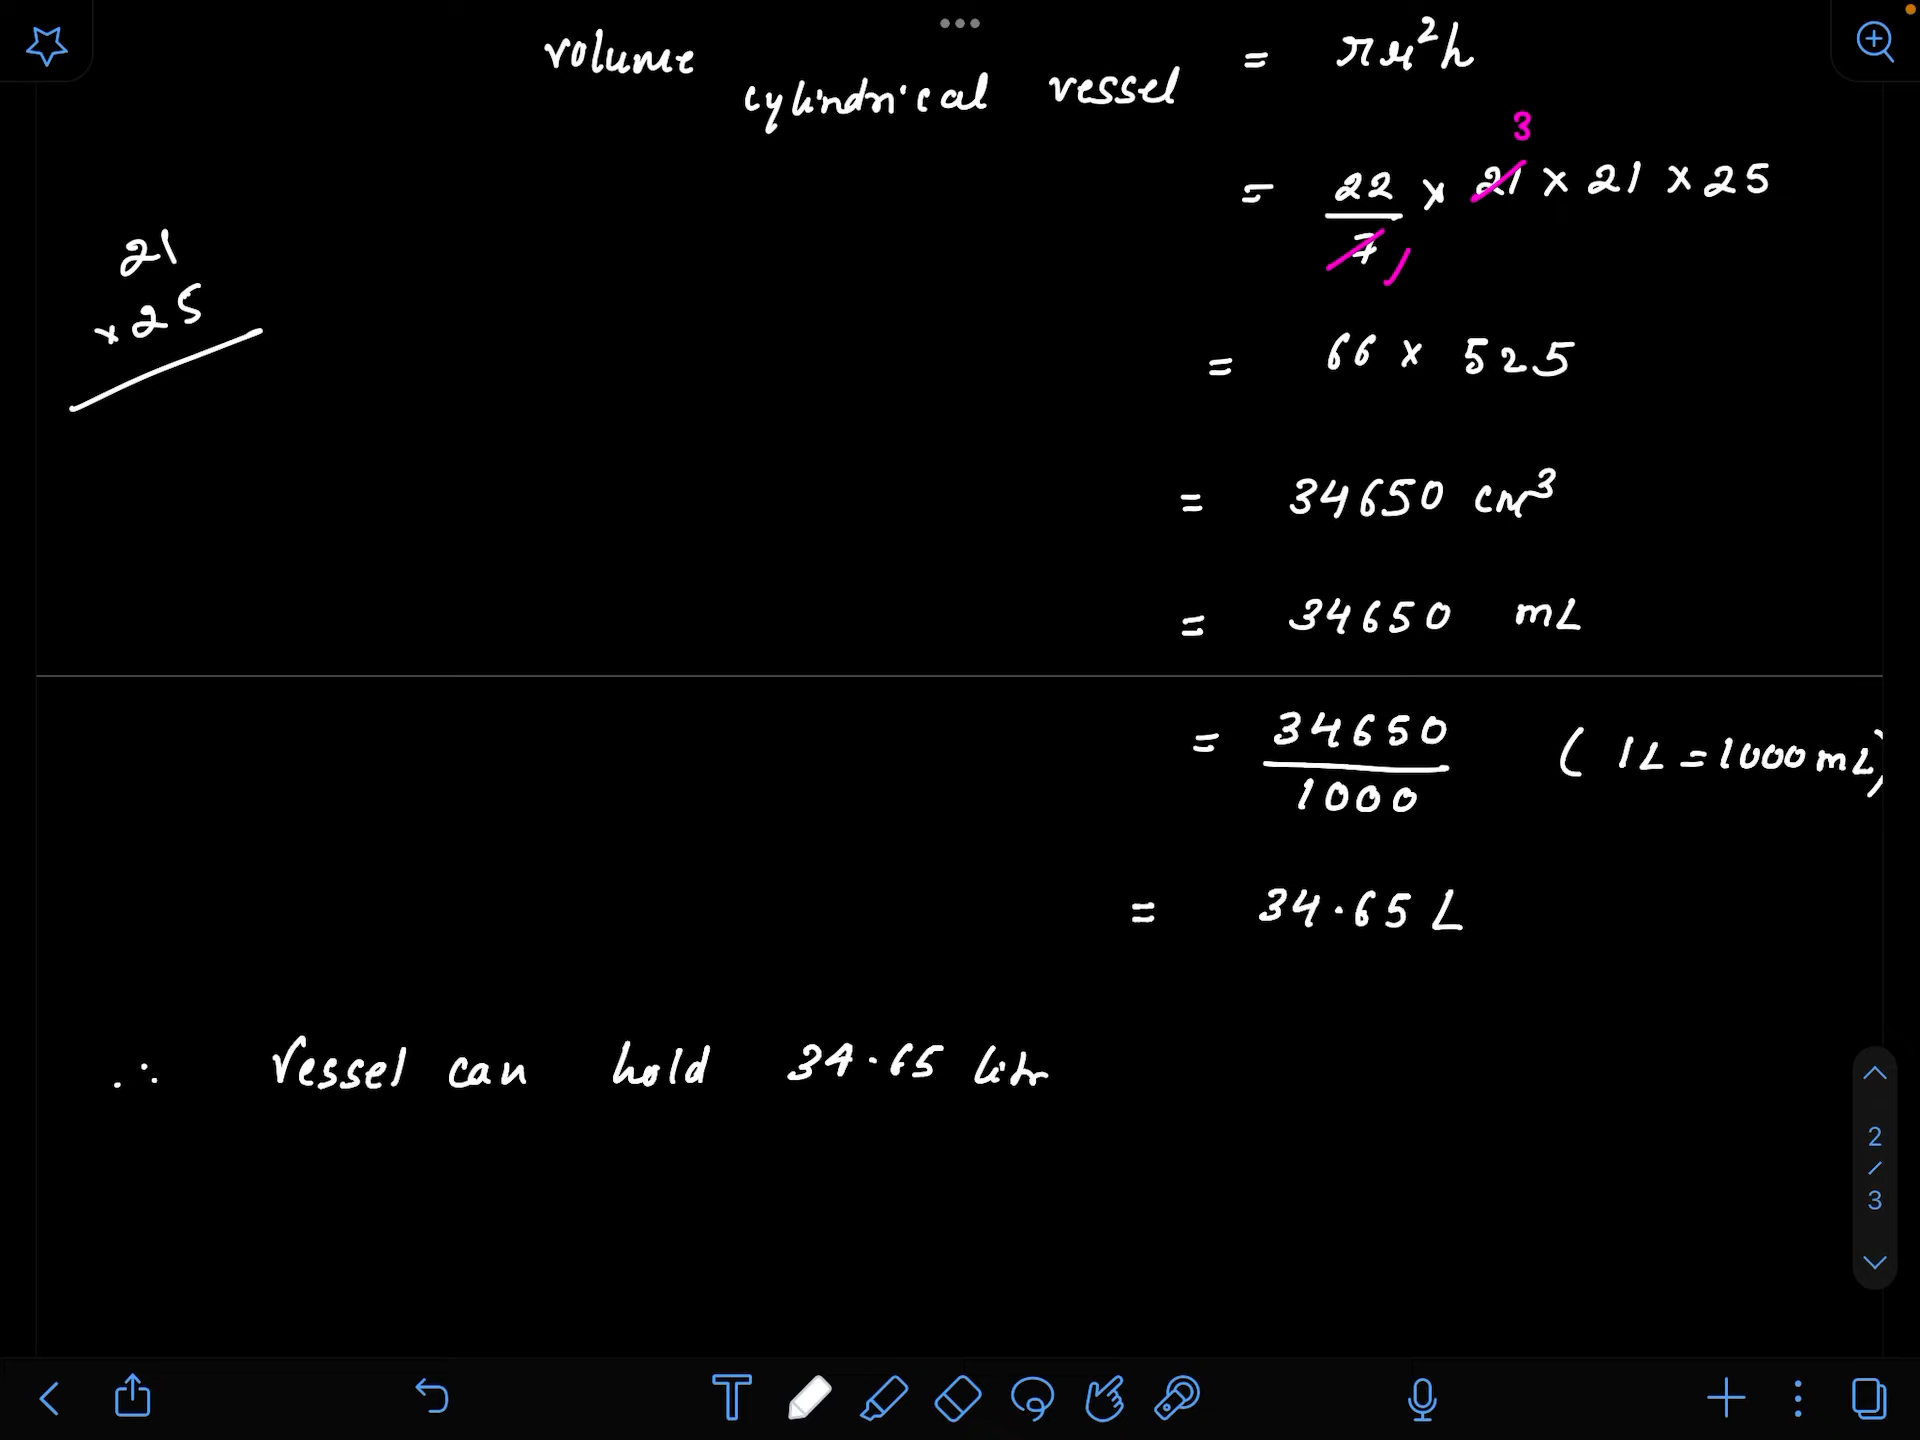 volume cylindrical vessel = πr²h
3
= 22/7 × 21 × 21 × 25
1
21
×25
= 66 × 525
= 34650 cm³
= 34650 mL
= 34650/1000 (1L = 1000 mL)
= 34.65 L
∴ Vessel can hold 34.65 litr
2
/
3